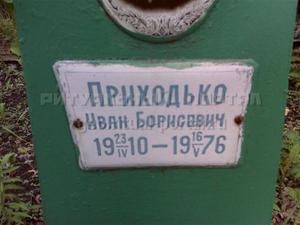 Приходько
Иван Борисович
19 23/IV 10 — 19 16/V 76